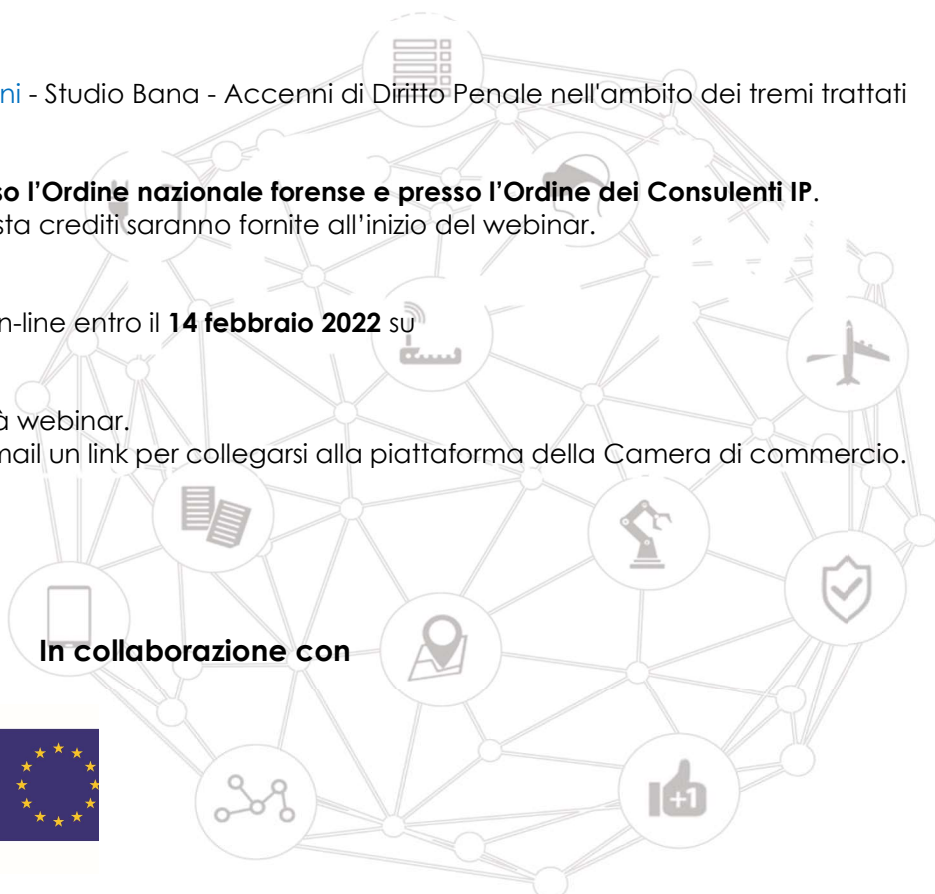 ni - Studio Bana - Accenni di Diritto Penale nell'ambito dei tremi trattati
so l'Ordine nazionale forense e presso l'Ordine dei Consulenti IP.
sta crediti saranno fornite all'inizio del webinar.
n-line entro il 14 febbraio 2022 su
à webinar.
mail un link per collegarsi alla piattaforma della Camera di commercio.
In collaborazione con
+1